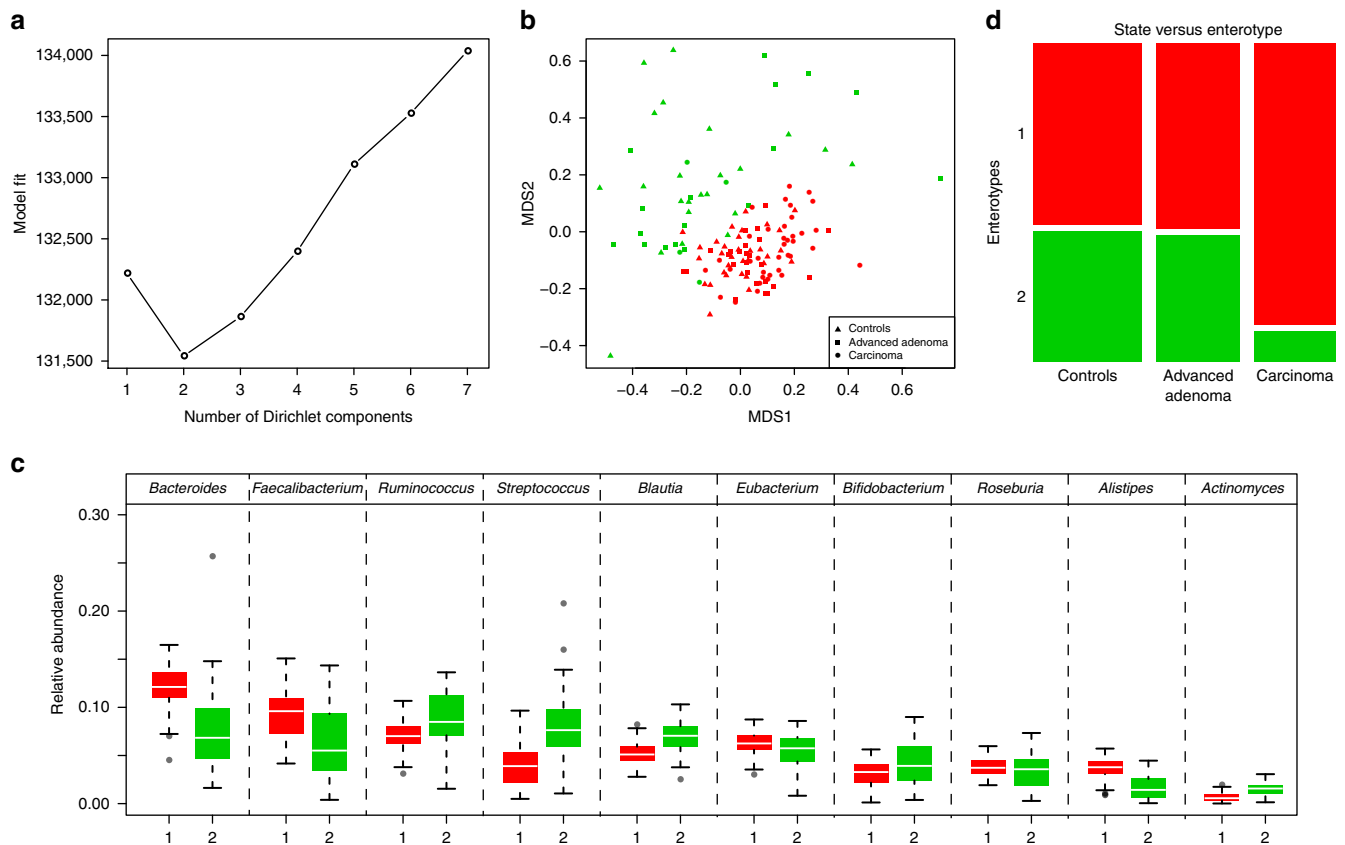 a
134,000
133,500
133,000
132,500
132,000
131,500
Model fit
1 2 3 4 5 6 7
Number of Dirichlet components
b
0.6
0.4
0.2
0.0
−0.2
−0.4
MDS2
Controls
Advanced adenoma
Carcinoma
−0.4 −0.2 0.0 0.2 0.4 0.6
MDS1
d
State versus enterotype
1
2
Enterotypes
Controls
Advanced adenoma
Carcinoma
c
Bacteroides Faecalibacterium Ruminococcus Streptococcus Blautia Eubacterium Bifidobacterium Roseburia Alistipes Actinomyces
0.30
0.20
0.10
0.00
Relative abundance
1 2 1 2 1 2 1 2 1 2 1 2 1 2 1 2 1 2 1 2